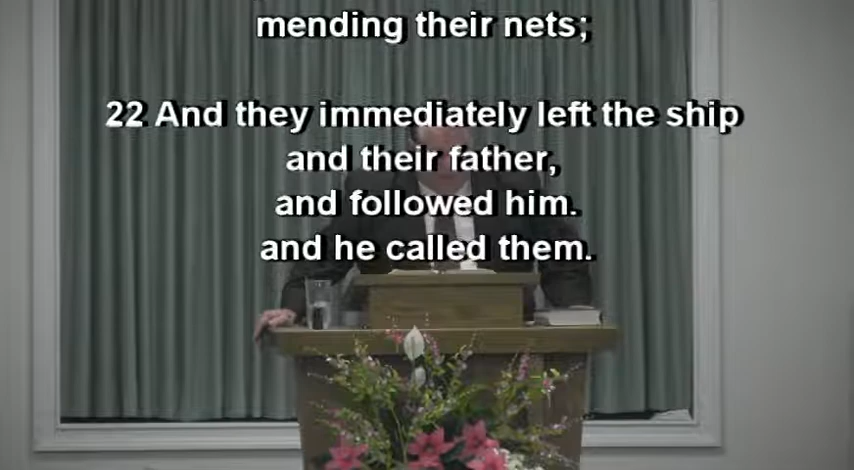 mending their nets;
22 And they immediately left the ship
and their father,
and followed him.
and he called them.